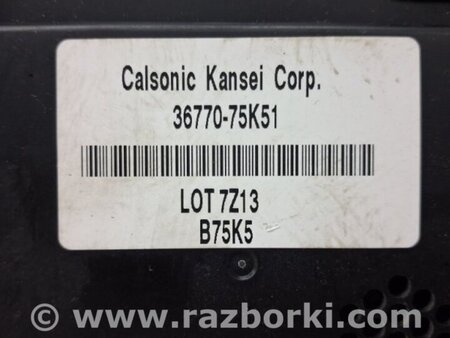 Calsonic Kansei Corp.
36770-75K51
LOT 7Z13
B75K5
© www.razborki.com